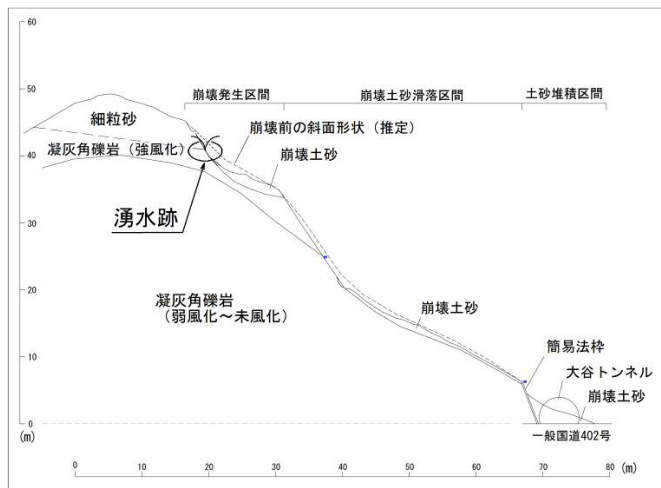 60
50
40
30
20
10
0
(m)
崩壊発生区間
崩壊土砂滑落区間
土砂堆積区間
細粒砂
崩壊前の斜面形状（推定）
凝灰角礫岩（強風化）
崩壊土砂
湧水跡
凝灰角礫岩
（弱風化～未風化）
崩壊土砂
簡易法枠
大谷トンネル
崩壊土砂
一般国道402号
0 10 20 30 40 50 60 70 80 (m)